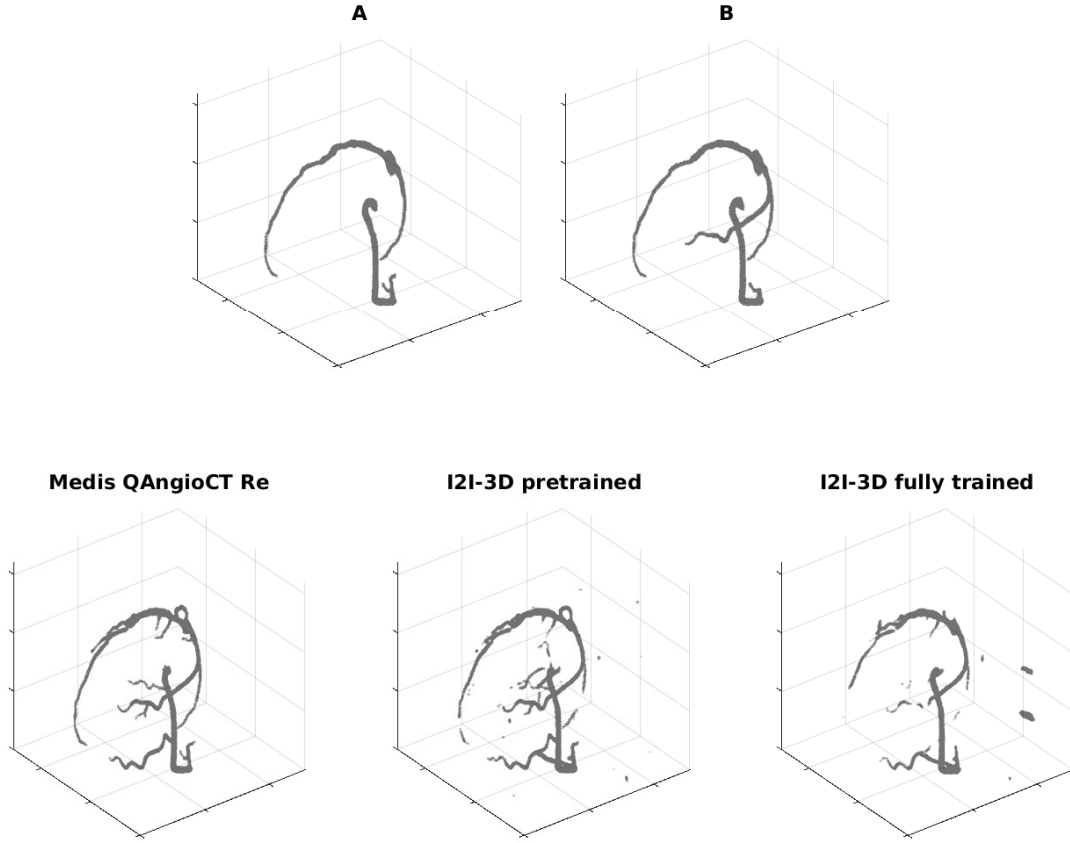 A
B
Medis QAngioCT Re
I2I-3D pretrained
I2I-3D fully trained